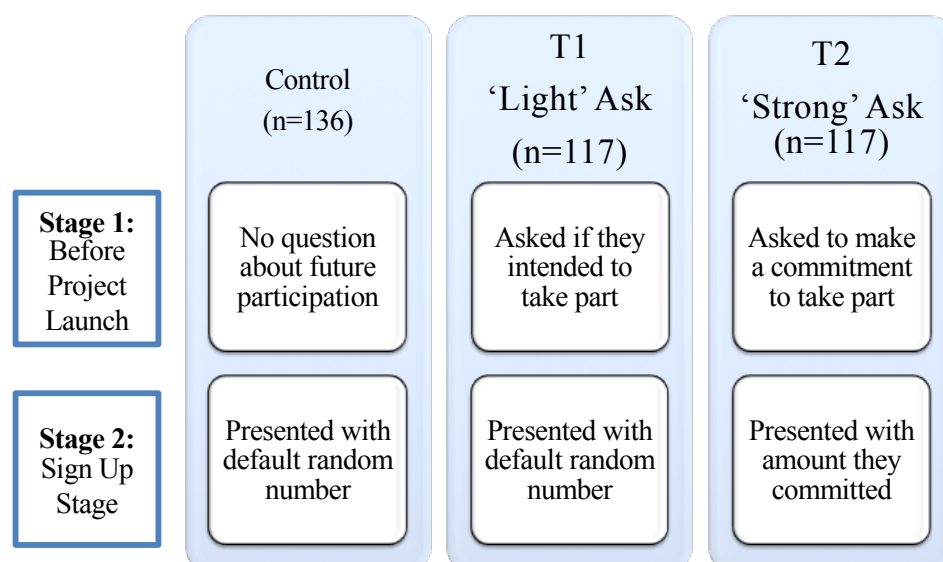 Control
(n=136)
T1
‘Light’ Ask
(n=117)
T2
‘Strong’ Ask
(n=117)
Stage 1:
Before
Project
Launch
No question
about future
participation
Asked if they
intended to
take part
Asked to make
a commitment
to take part
Stage 2:
Sign Up
Stage
Presented with
default random
number
Presented with
default random
number
Presented with
amount they
committed